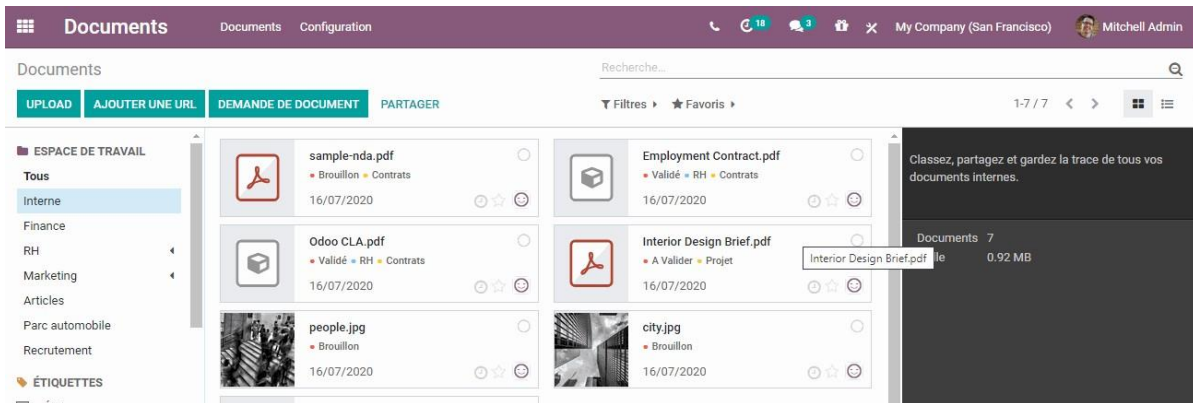 Documents Documents Configuration 18 3 My Company (San Francisco) Mitchell Admin
Documents Recherche...
UPLOAD AJOUTER UNE URL DEMANDE DE DOCUMENT PARTAGER Filtres Favoris 1-7 / 7
ESPACE DE TRAVAIL
Tous
Interne
Finance
RH
Marketing
Articles
Parc automobile
Recrutement
ÉTIQUETTES
sample-nda.pdf
Brouillon Contrats
16/07/2020
Employment Contract.pdf
Validé RH Contrats
16/07/2020
Odoo CLA.pdf
Validé RH Contrats
16/07/2020
Interior Design Brief.pdf
A Valider Projet
16/07/2020
people.jpg
Brouillon
16/07/2020
city.jpg
Brouillon
16/07/2020
Classez, partagez et gardez la trace de tous vos
documents internes.
Documents 7
Interior Design Brief.pdf 0.92 MB